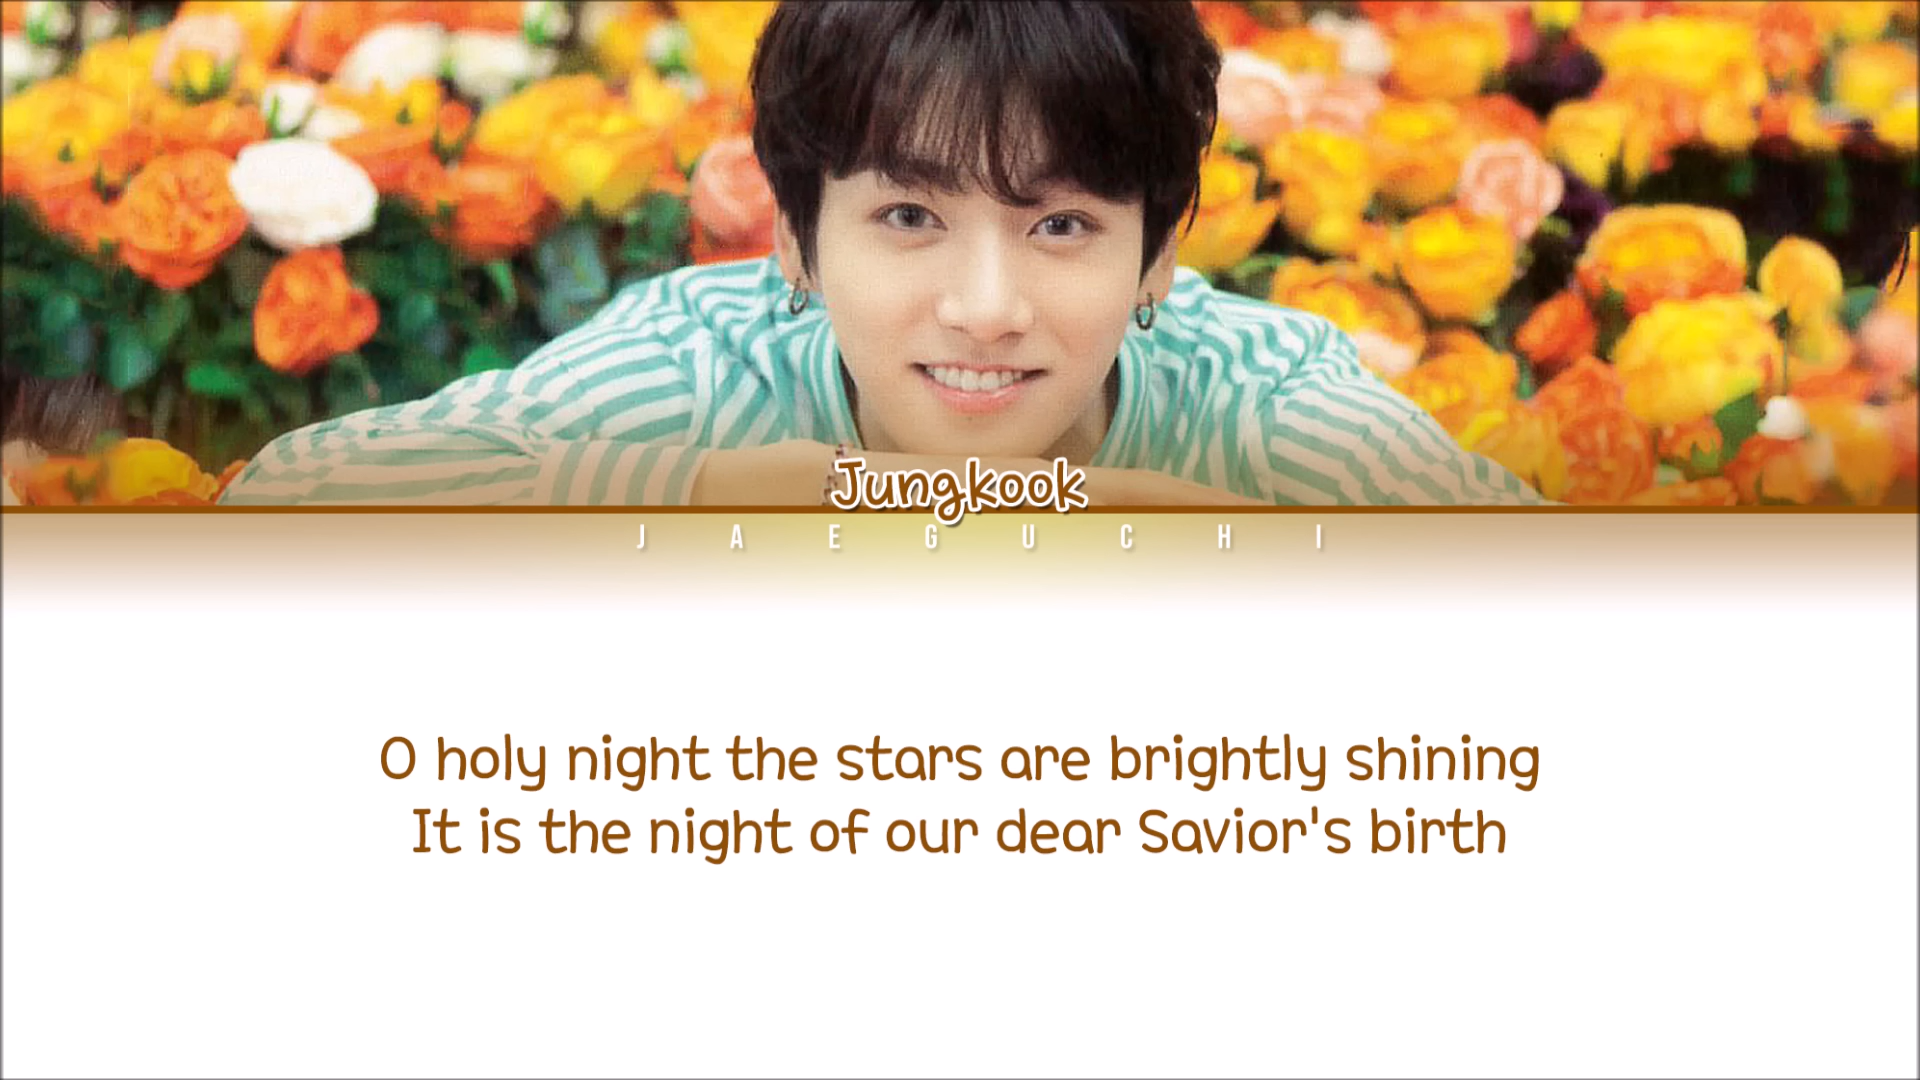 Jungkook
JAEGUCHI
O holy night the stars are brightly shining
It is the night of our dear Savior's birth